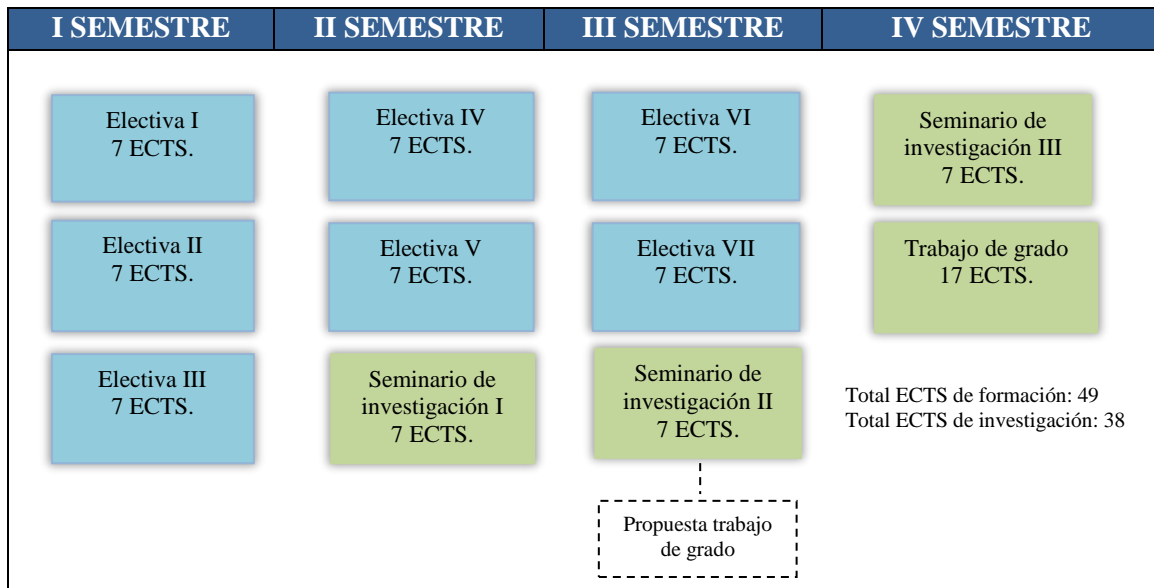 I SEMESTRE
II SEMESTRE
III SEMESTRE
IV SEMESTRE
Electiva I
7 ECTS.
Electiva IV
7 ECTS.
Electiva VI
7 ECTS.
Seminario de
investigación III
7 ECTS.
Electiva II
7 ECTS.
Electiva V
7 ECTS.
Electiva VII
7 ECTS.
Trabajo de grado
17 ECTS.
Electiva III
7 ECTS.
Seminario de
investigación I
7 ECTS.
Seminario de
investigación II
7 ECTS.
Total ECTS de formación: 49
Total ECTS de investigación: 38
Propuesta trabajo
de grado